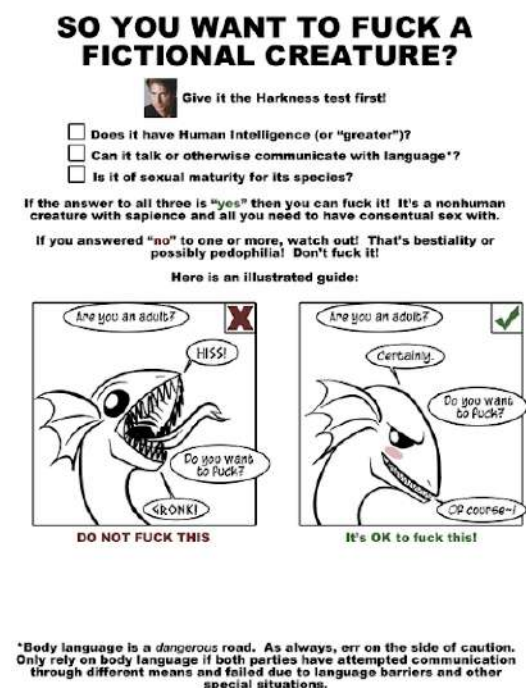 SO YOU WANT TO FUCK A
FICTIONAL CREATURE?
Give it the Harkness test first!
Does it have Human Intelligence (or "greater")?
Can it talk or otherwise communicate with language*?
Is it of sexual maturity for its species?
If the answer to all three is "yes" then you can fuck it! It's a nonhuman
creature with sapience and all you need to have consentual sex with.
If you answered "no" to one or more, watch out! That's bestiality or
possibly pedophilia! Don't fuck it!
Here is an illustrated guide:
Are you an adult?
HISS!
Do you want
to fuck?
GRONK!
DO NOT FUCK THIS
Are you an adult?
Certainly.
Do you want
to fuck?
Of course~!
It's OK to fuck this!
*Body language is a dangerous road. As always, err on the side of caution.
Only rely on body language if both parties have attempted communication
through different means and failed due to language barriers and other
special situations.